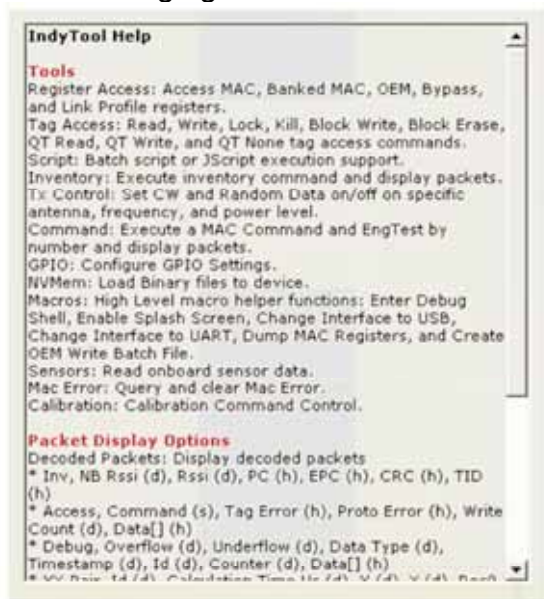 IndyTool Help
Tools
Register Access: Access MAC, Banked MAC, OEM, Bypass,
and Link Profile registers.
Tag Access: Read, Write, Lock, Kill, Block Write, Block Erase,
QT Read, QT Write, and QT None tag access commands.
Script: Batch script or JScript execution support.
Inventory: Execute inventory command and display packets.
Tx Control: Set CW and Random Data on/off on specific
antenna, frequency, and power level.
Command: Execute a MAC Command and EngTest by
number and display packets.
GPIO: Configure GPIO Settings.
NVMem: Load Binary files to device.
Macros: High Level macro helper functions: Enter Debug
Shell, Enable Splash Screen, Change Interface to USB,
Change Interface to UART, Dump MAC Registers, and Create
OEM Write Batch File.
Sensors: Read onboard sensor data.
Mac Error: Query and clear Mac Error.
Calibration: Calibration Command Control.
Packet Display Options
Decoded Packets: Display decoded packets
* Inv, NB Rssi (d), Rssi (d), PC (h), EPC (h), CRC (h), TID
(h)
* Access, Command (s), Tag Error (h), Proto Error (h), Write
Count (d), Data[] (h)
* Debug, Overflow (d), Underflow (d), Data Type (d),
Timestamp (d), Id (d), Counter (d), Data[] (h)